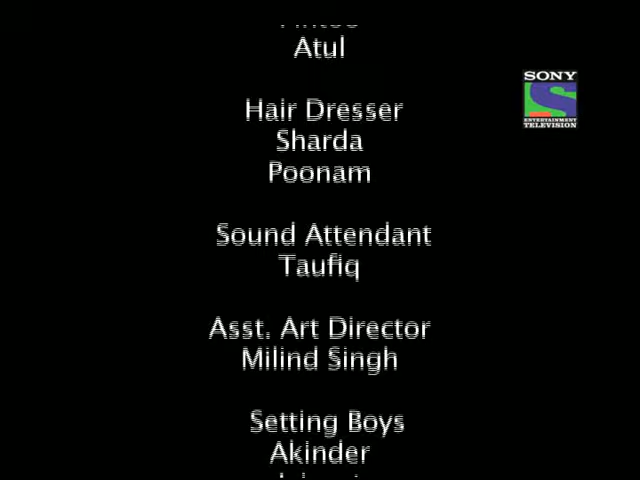 Atul
SONY
ENTERTAINMENT
TELEVISION
Hair Dresser
Sharda
Poonam
Sound Attendant
Taufiq
Asst. Art Director
Milind Singh
Setting Boys
Akinder